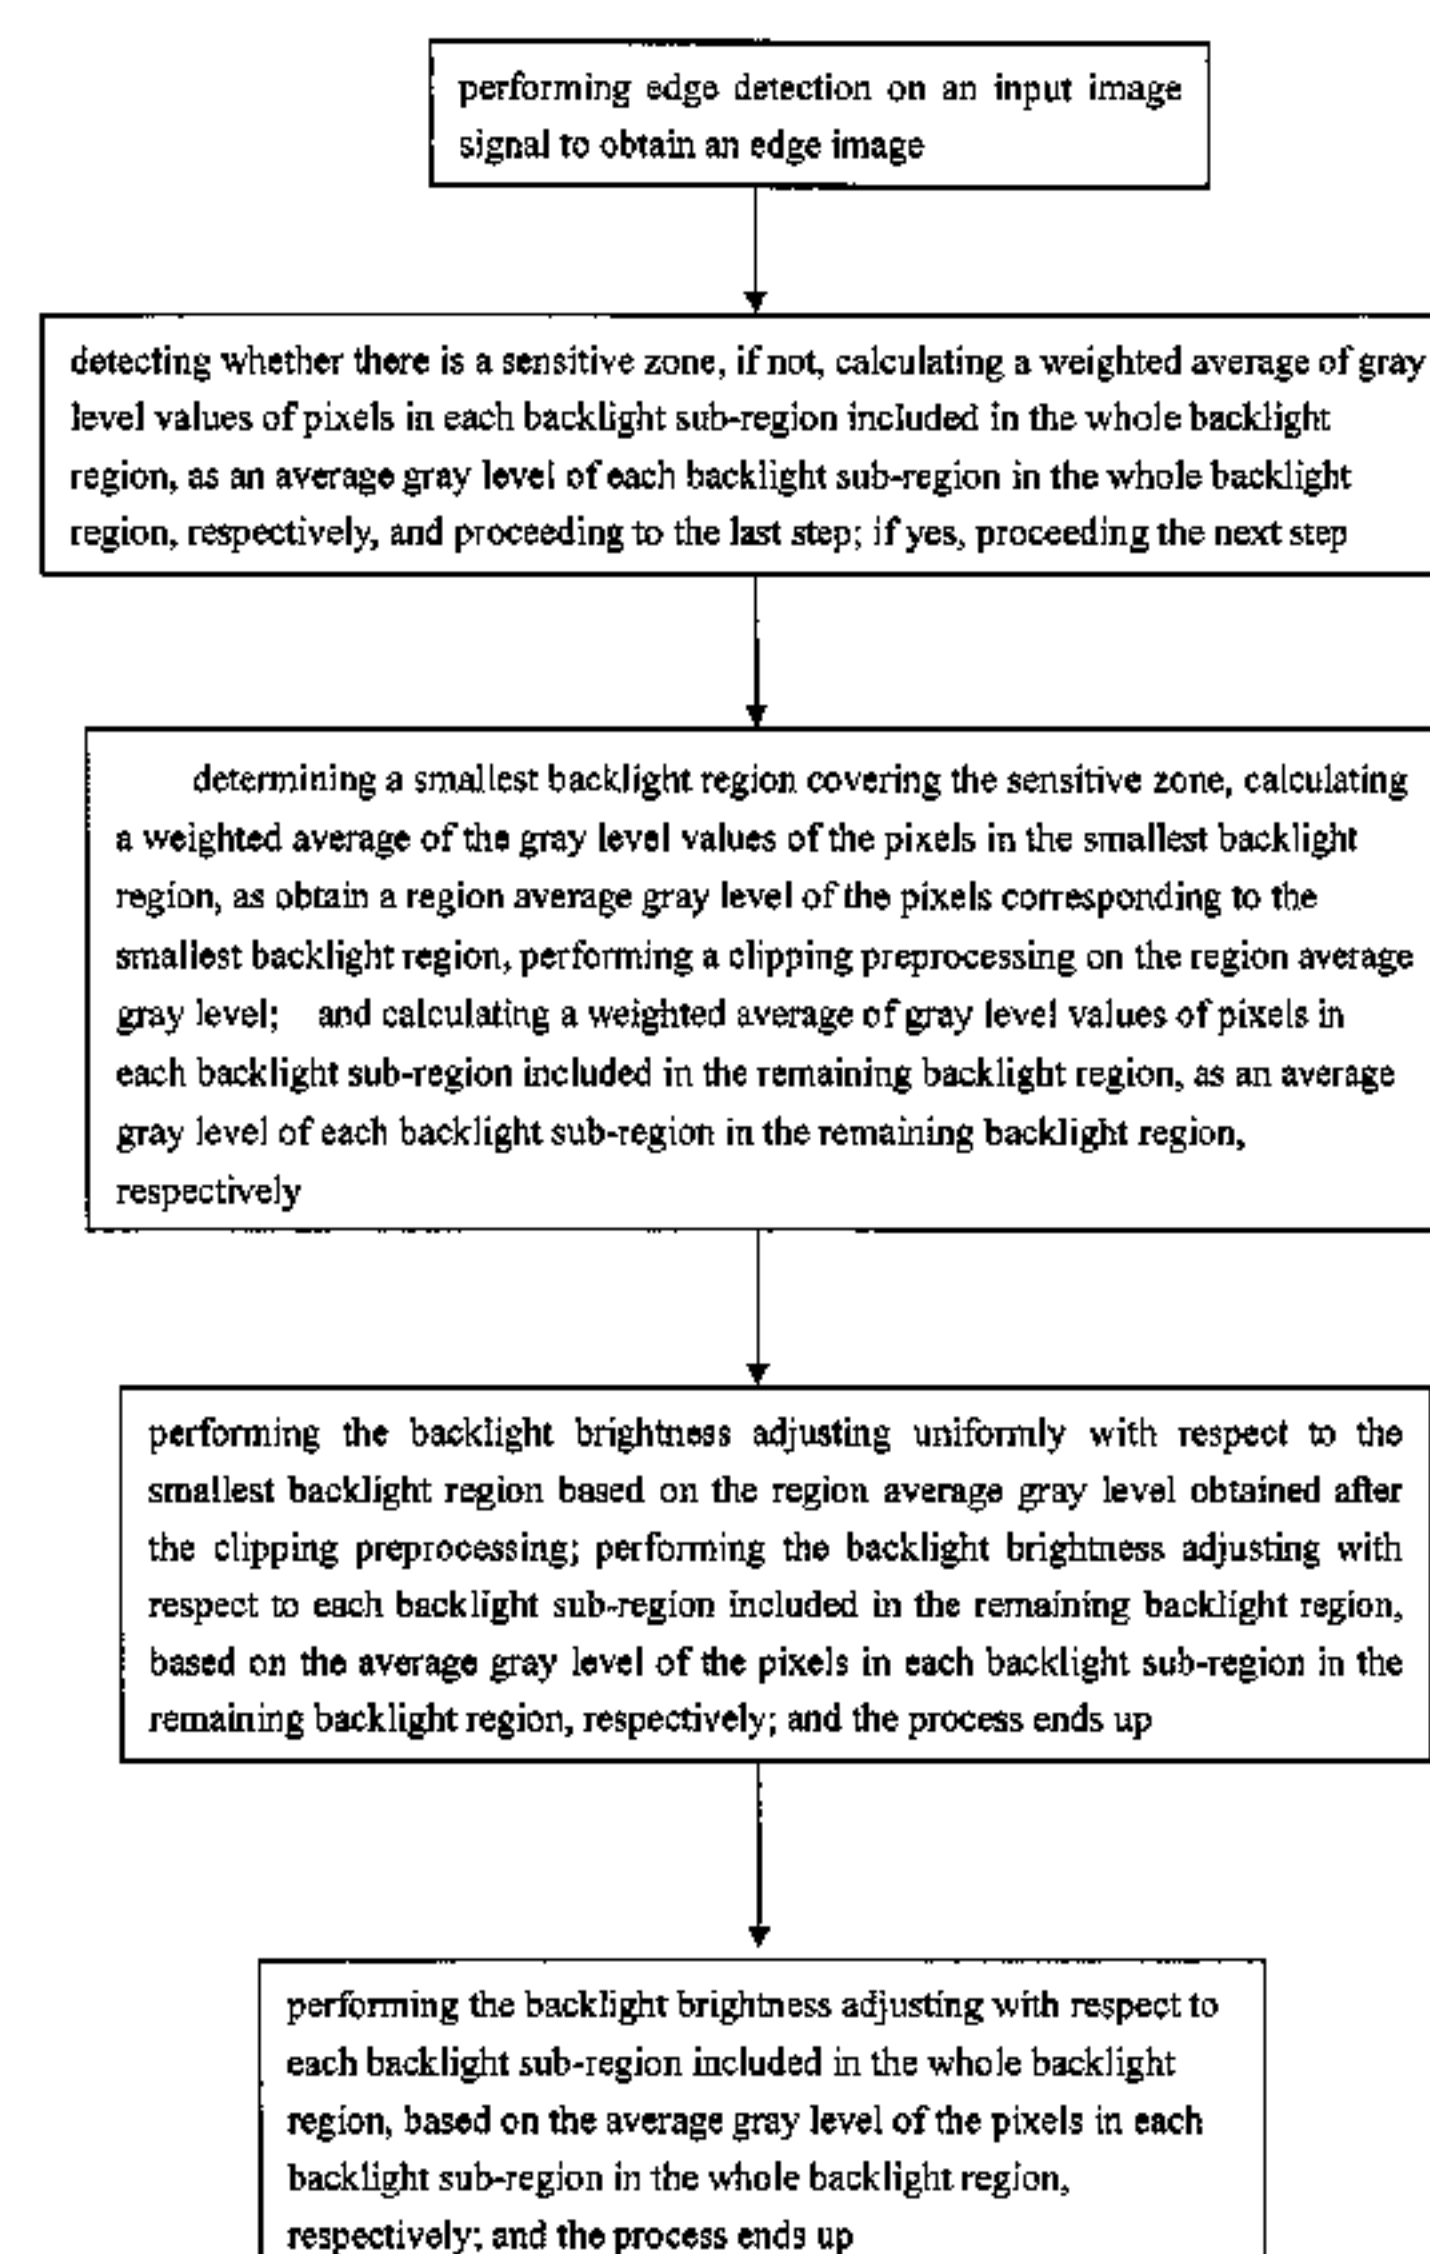 performing edge detection on an input image
signal to obtain an edge image
detecting whether there is a sensitive zone, if not, calculating a weighted average of gray
level values of pixels in each backlight sub-region included in the whole backlight
region, as an average gray level of each backlight sub-region in the whole backlight
region, respectively, and proceeding to the last step; if yes, proceeding the next step
determining a smallest backlight region covering the sensitive zone, calculating
a weighted average of the gray level values of the pixels in the smallest backlight
region, as obtain a region average gray level of the pixels corresponding to the
smallest backlight region, performing a clipping preprocessing on the region average
gray level; and calculating a weighted average of gray level values of pixels in
each backlight sub-region included in the remaining backlight region, as an average
gray level of each backlight sub-region in the remaining backlight region,
respectively
performing the backlight brightness adjusting uniformly with respect to the
smallest backlight region based on the region average gray level obtained after
the clipping preprocessing; performing the backlight brightness adjusting with
respect to each backlight sub-region included in the remaining backlight region,
based on the average gray level of the pixels in each backlight sub-region in the
remaining backlight region, respectively; and the process ends up
performing the backlight brightness adjusting with respect to
each backlight sub-region included in the whole backlight
region, based on the average gray level of the pixels in each
backlight sub-region in the whole backlight region,
respectively; and the process ends up